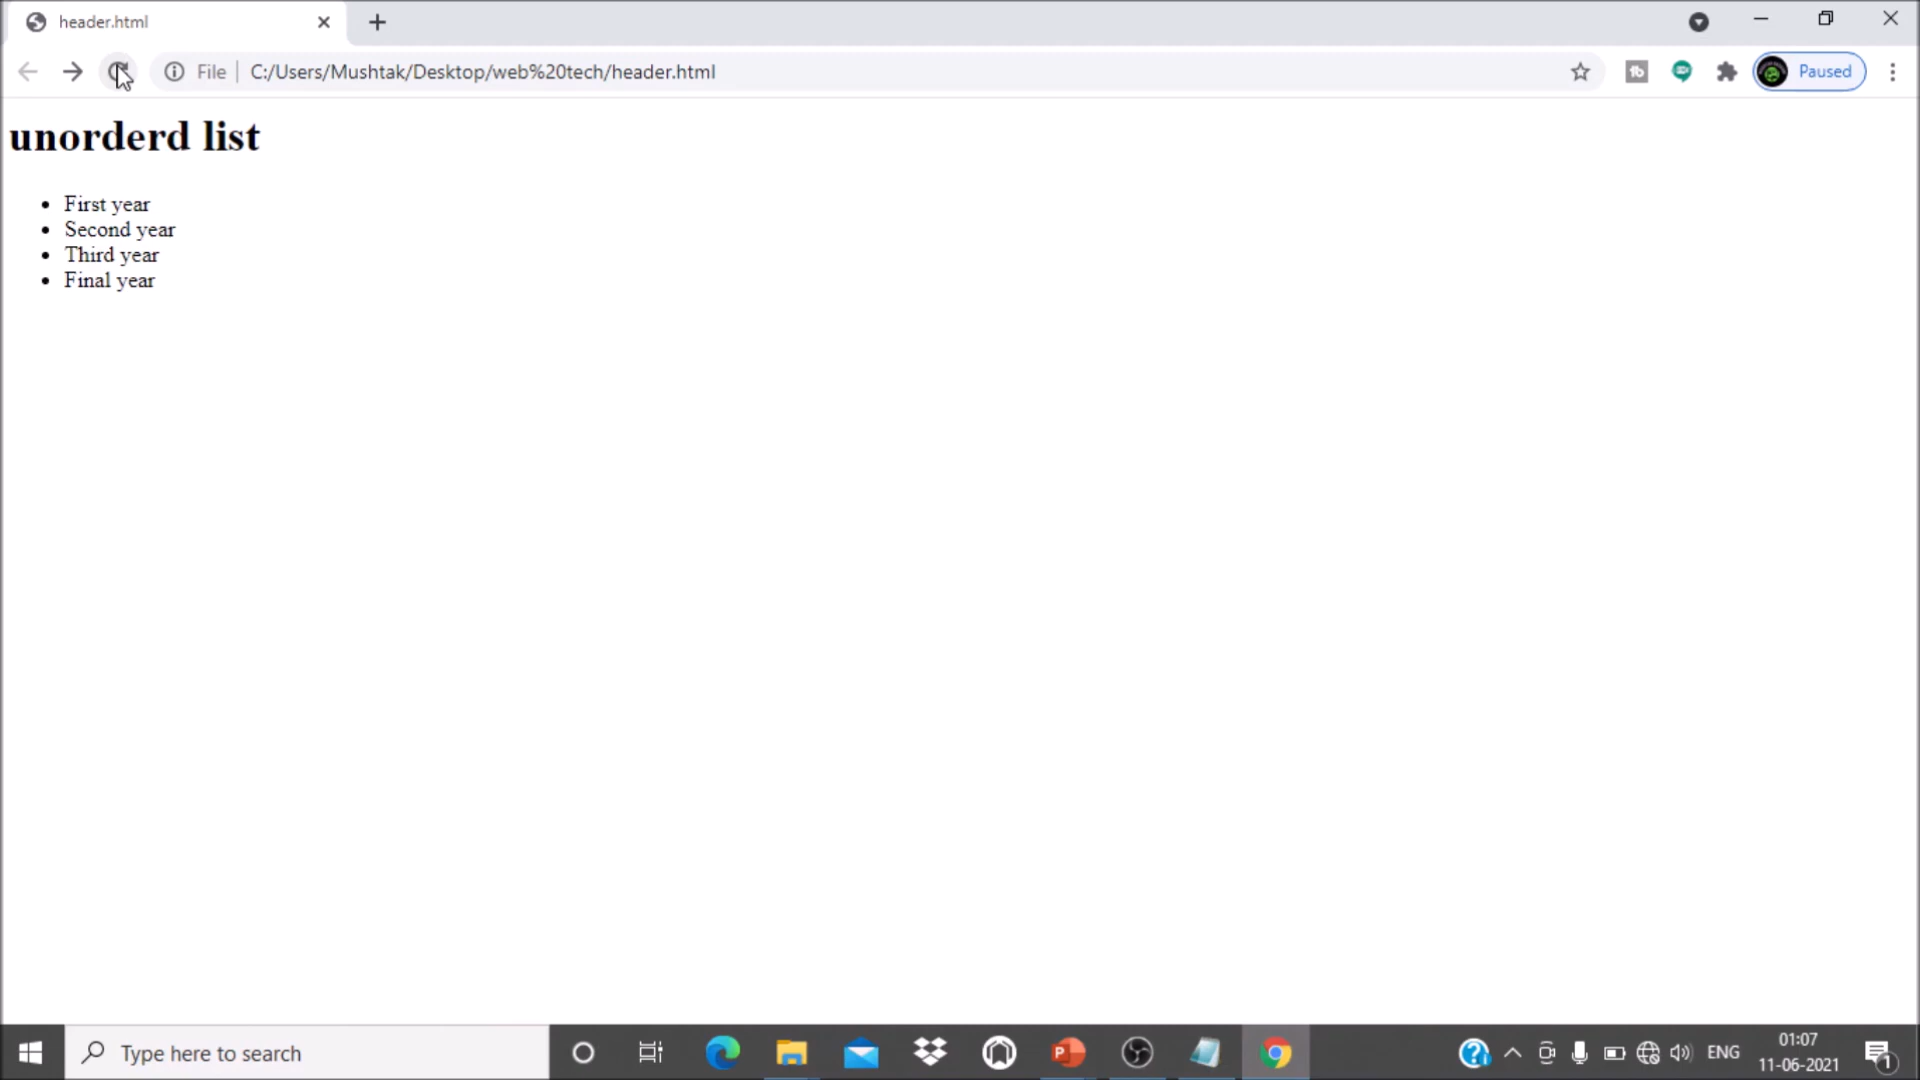 header.html
File
C:/Users/Mushtak/Desktop/web%20tech/header.html
Paused
unorderd list
First year
Second year
Third year
Final year
Type here to search
ENG
01:07
11-06-2021
1